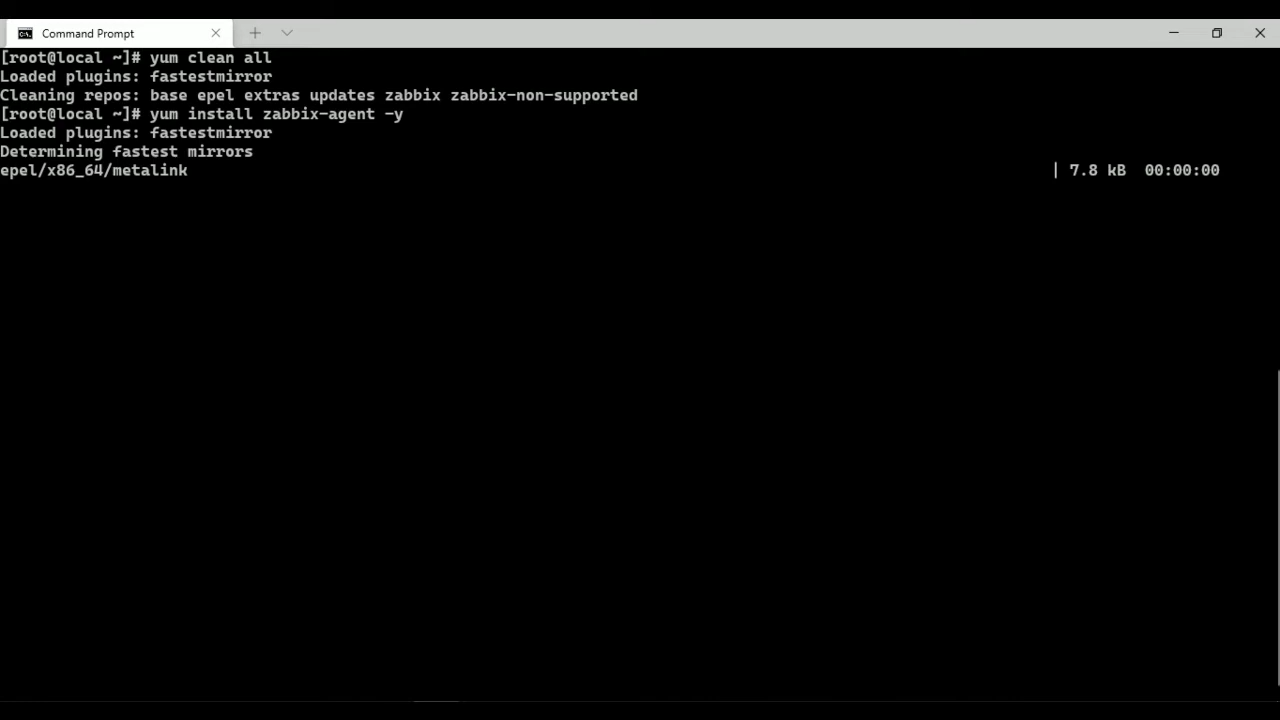 Command Prompt
[root@local ~]# yum clean all
Loaded plugins: fastestmirror
Cleaning repos: base epel extras updates zabbix zabbix-non-supported
[root@local ~]# yum install zabbix-agent -y
Loaded plugins: fastestmirror
Determining fastest mirrors
epel/x86_64/metalink | 7.8 kB 00:00:00